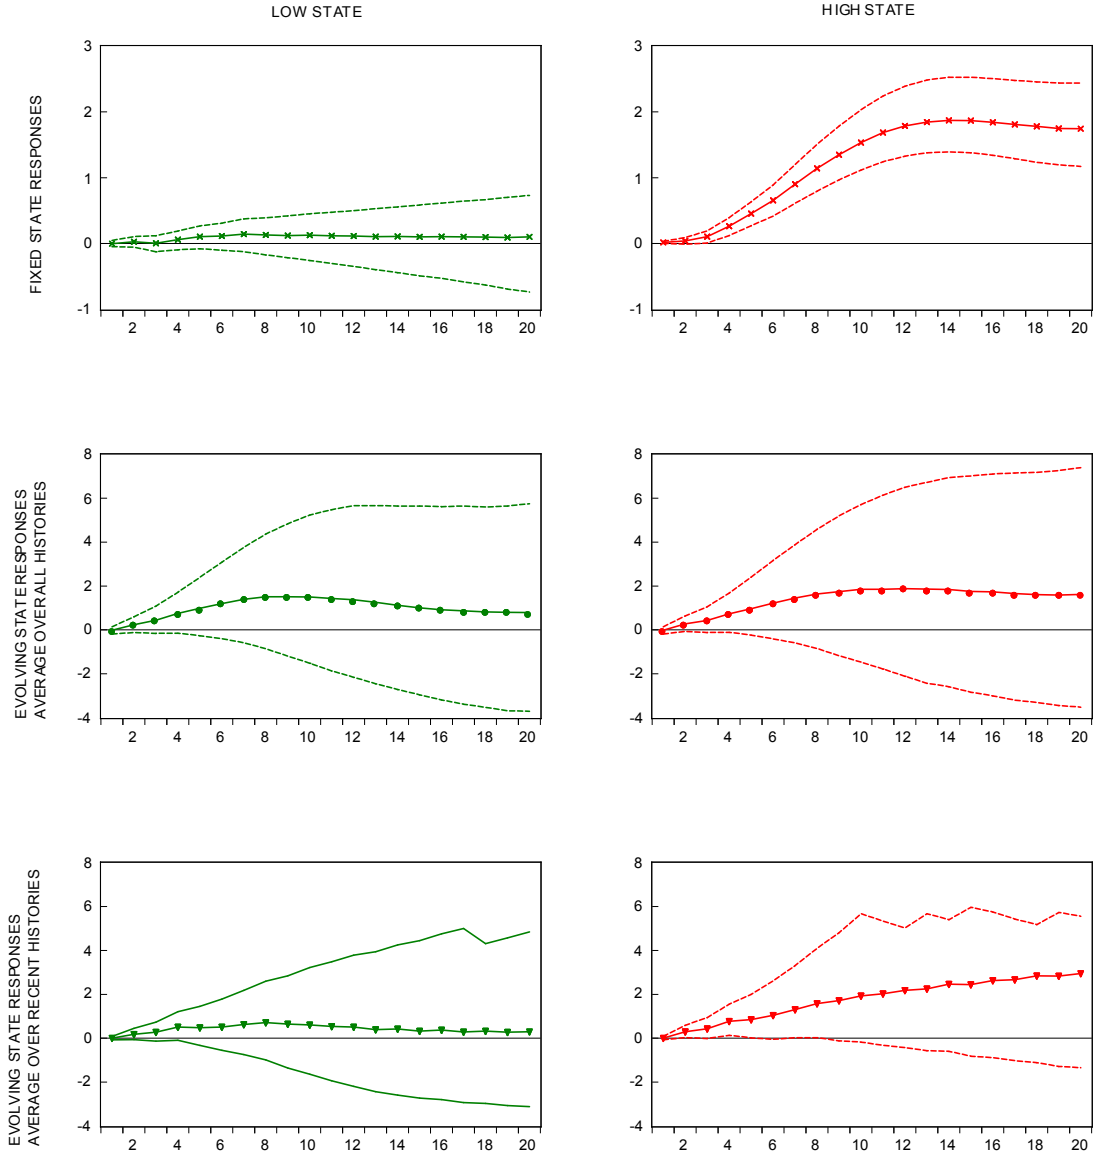 LOW STATE
HIGH STATE
FIXED STATE RESPONSES
3
2
1
0
-1
2 4 6 8 10 12 14 16 18 20
3
2
1
0
-1
2 4 6 8 10 12 14 16 18 20
EVOLVING STATE RESPONSES
AVERAGE OVER ALL HISTORIES
8
6
4
2
0
-2
-4
2 4 6 8 10 12 14 16 18 20
8
6
4
2
0
-2
-4
2 4 6 8 10 12 14 16 18 20
EVOLVING STATE RESPONSES
AVERAGE OVER RECENT HISTORIES
8
6
4
2
0
-2
-4
2 4 6 8 10 12 14 16 18 20
8
6
4
2
0
-2
-4
2 4 6 8 10 12 14 16 18 20